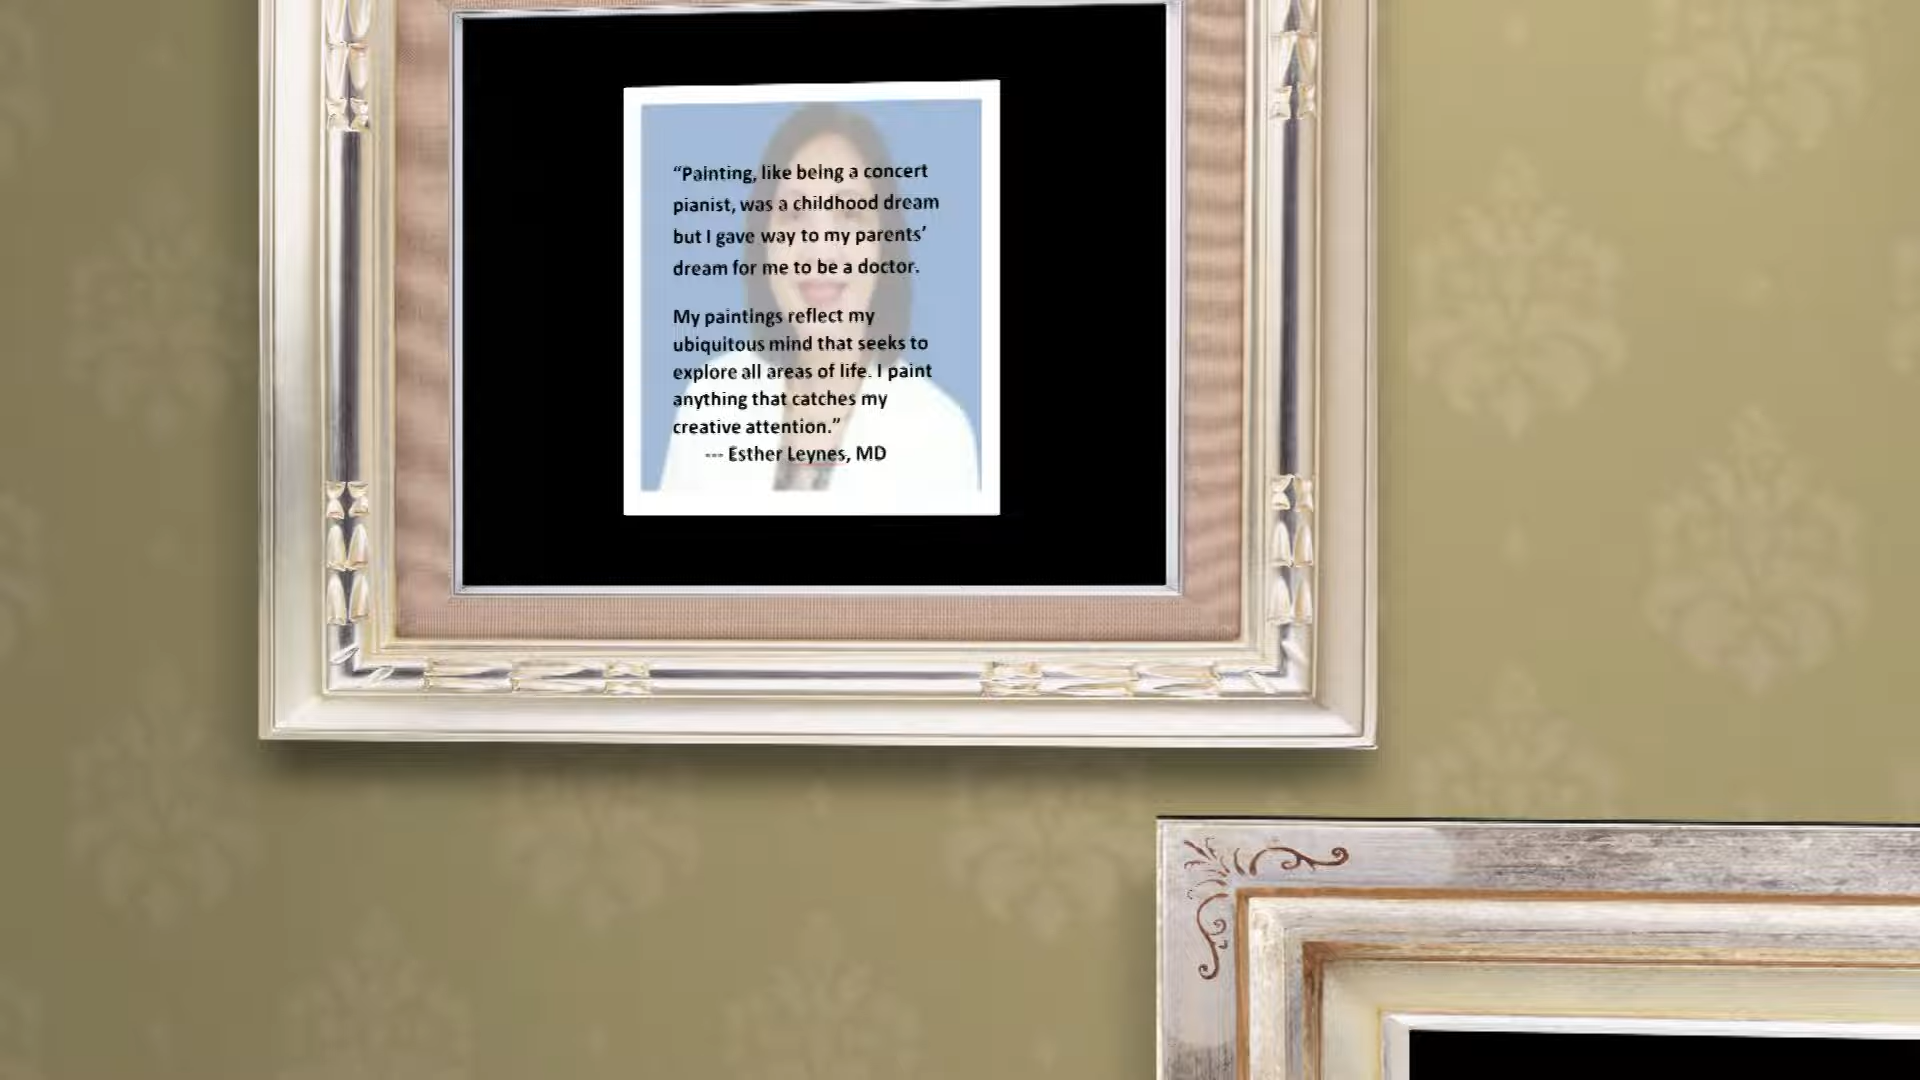 “Painting, like being a concert
pianist, was a childhood dream
but I gave way to my parents’
dream for me to be a doctor.
My paintings reflect my
ubiquitous mind that seeks to
explore all areas of life. I paint
anything that catches my
creative attention.”
--- Esther Leynes, MD